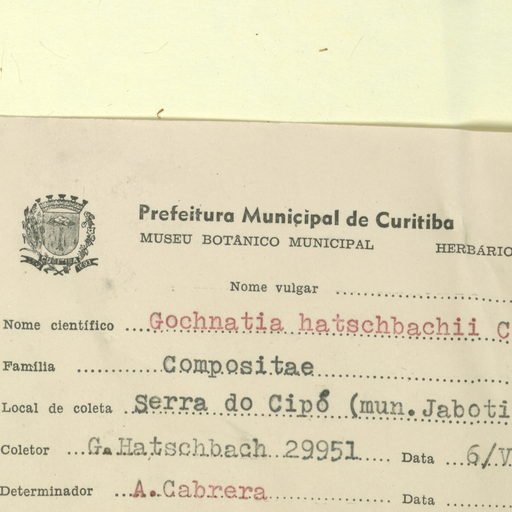 Prefeitura Municipal de Curitiba
MUSEU BOTÂNICO MUNICIPAL HERBÁRIO
Nome vulgar
Nome científico Gochnatia hatschbachii C
Família Compositae
Local de coleta Serra do Cipó (mun.Jaboti
Coletor G.Hatschbach 29951 Data 6/V
Determinador A.Cabrera Data